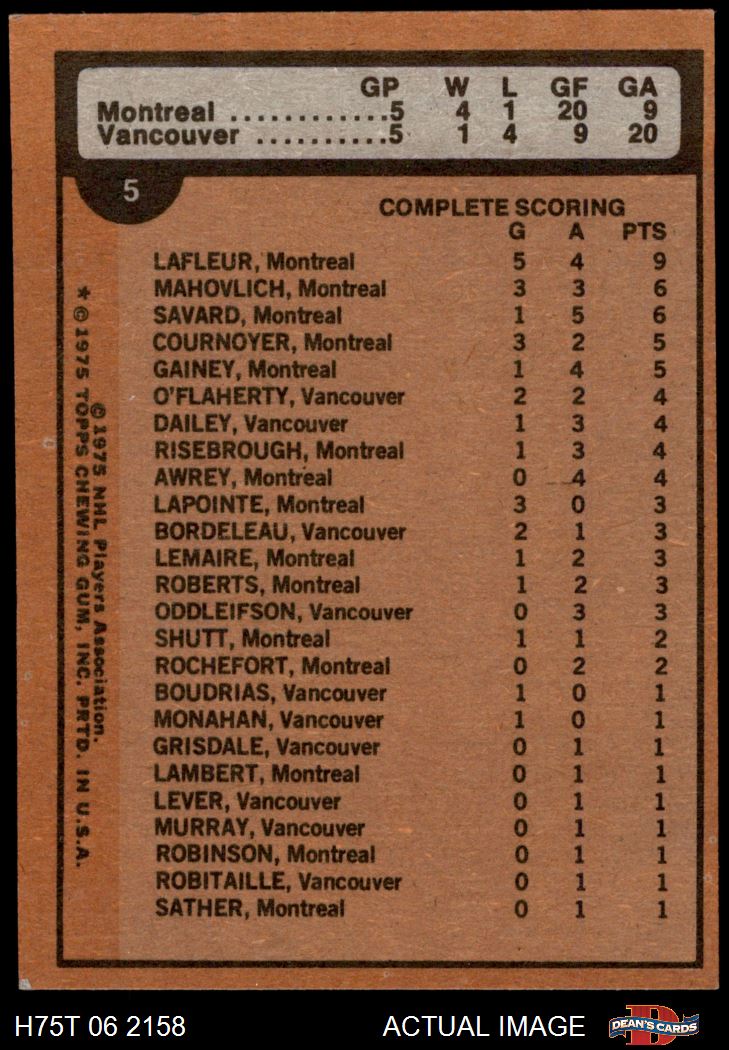 GP W L GF GA
Montreal .............5 4 1 20 9
Vancouver ..........5 1 4 9 20
5
COMPLETE SCORING
G A PTS
LAFLEUR, Montreal 5 4 9
MAHOVLICH, Montreal 3 3 6
SAVARD, Montreal 1 5 6
COURNOYER, Montreal 3 2 5
GAINEY, Montreal 1 4 5
O'FLAHERTY, Vancouver 2 2 4
DAILEY, Vancouver 1 3 4
RISEBROUGH, Montreal 1 3 4
AWREY, Montreal 0 4 4
LAPOINTE, Montreal 3 0 3
BORDELEAU, Vancouver 2 1 3
LEMAIRE, Montreal 1 2 3
ROBERTS, Montreal 1 2 3
ODDLEIFSON, Vancouver 0 3 3
SHUTT, Montreal 1 1 2
ROCHEFORT, Montreal 0 2 2
BOUDRIAS, Vancouver 1 0 1
MONAHAN, Vancouver 1 0 1
GRISDALE, Vancouver 0 1 1
LAMBERT, Montreal 0 1 1
LEVER, Vancouver 0 1 1
MURRAY, Vancouver 0 1 1
ROBINSON, Montreal 0 1 1
ROBITAILLE, Vancouver 0 1 1
SATHER, Montreal 0 1 1
© 1975 NHL Players Association.
* © 1975 TOPPS CHEWING GUM, INC. PRTD. IN U.S.A.
H75T 06 2158 ACTUAL IMAGE
D
DEAN'S CARDS